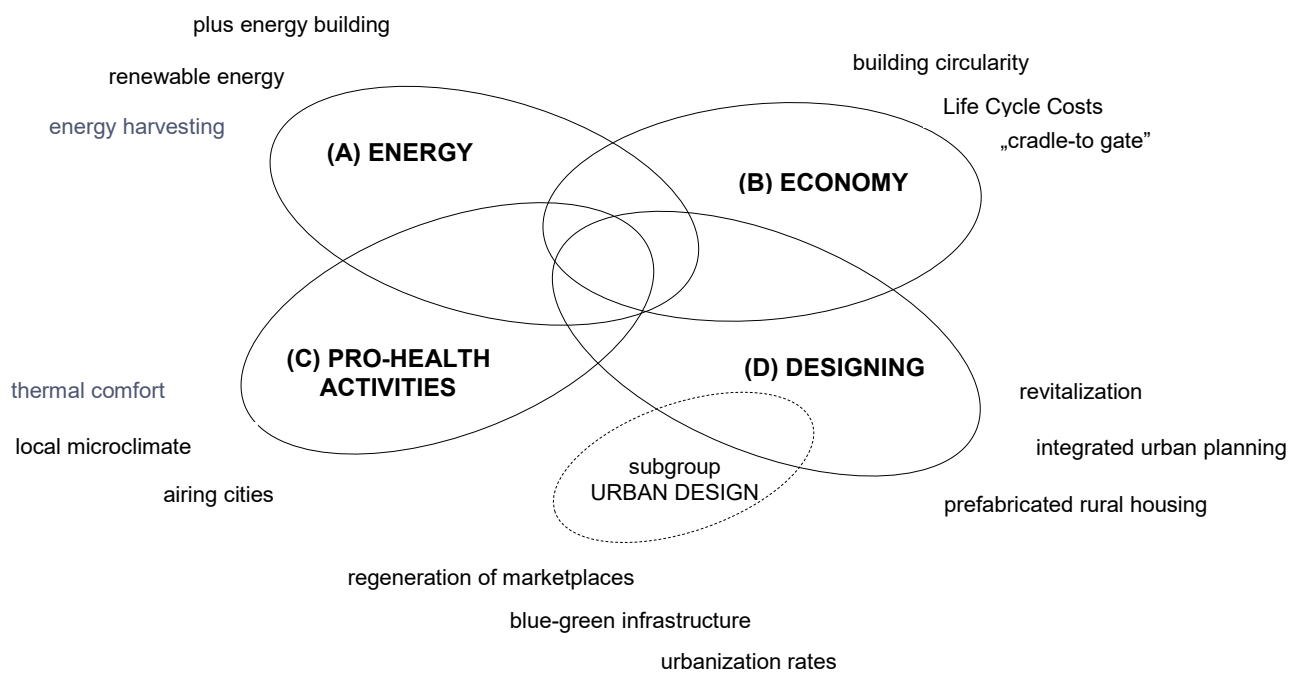 plus energy building
renewable energy
energy harvesting
building circularity
Life Cycle Costs
„cradle-to gate”
(A) ENERGY
(B) ECONOMY
(C) PRO-HEALTH
ACTIVITIES
(D) DESIGNING
thermal comfort
local microclimate
airing cities
revitalization
integrated urban planning
prefabricated rural housing
subgroup
URBAN DESIGN
regeneration of marketplaces
blue-green infrastructure
urbanization rates